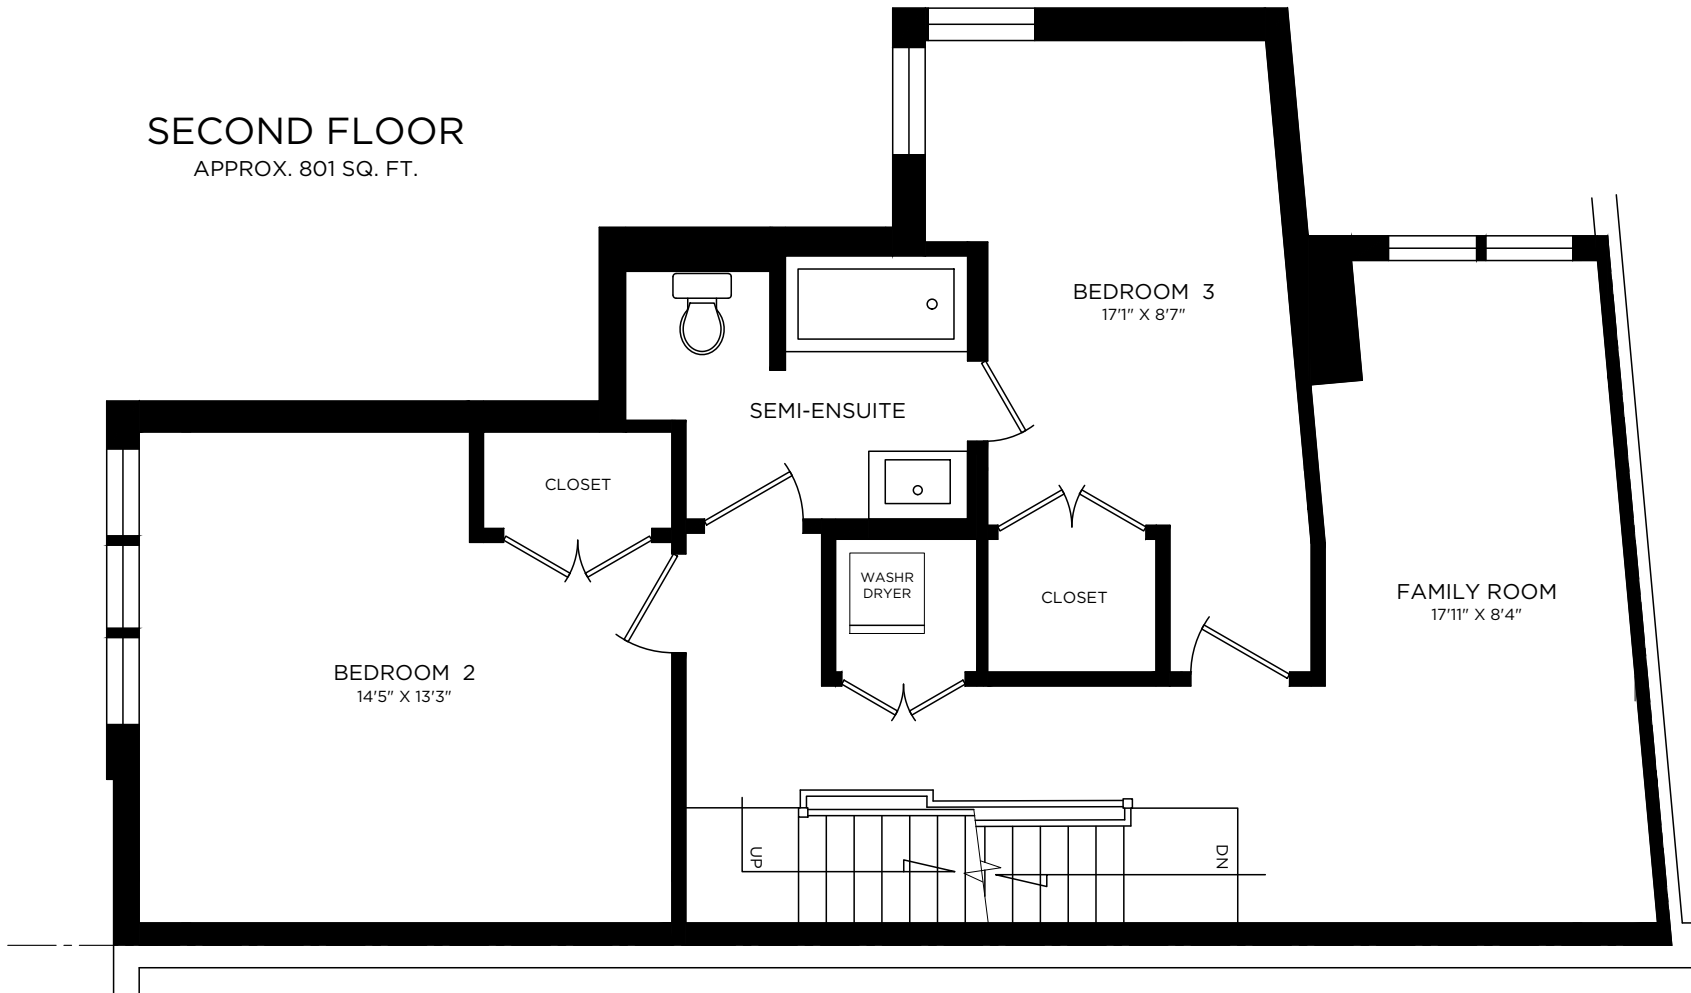 SECOND FLOOR
APPROX. 801 SQ. FT.
BEDROOM 3
17'1" X 8'7"
SEMI-ENSUITE
CLOSET
WASHR
DRYER
CLOSET
FAMILY ROOM
17'11" X 8'4"
BEDROOM 2
14'5" X 13'3"
UP
DN